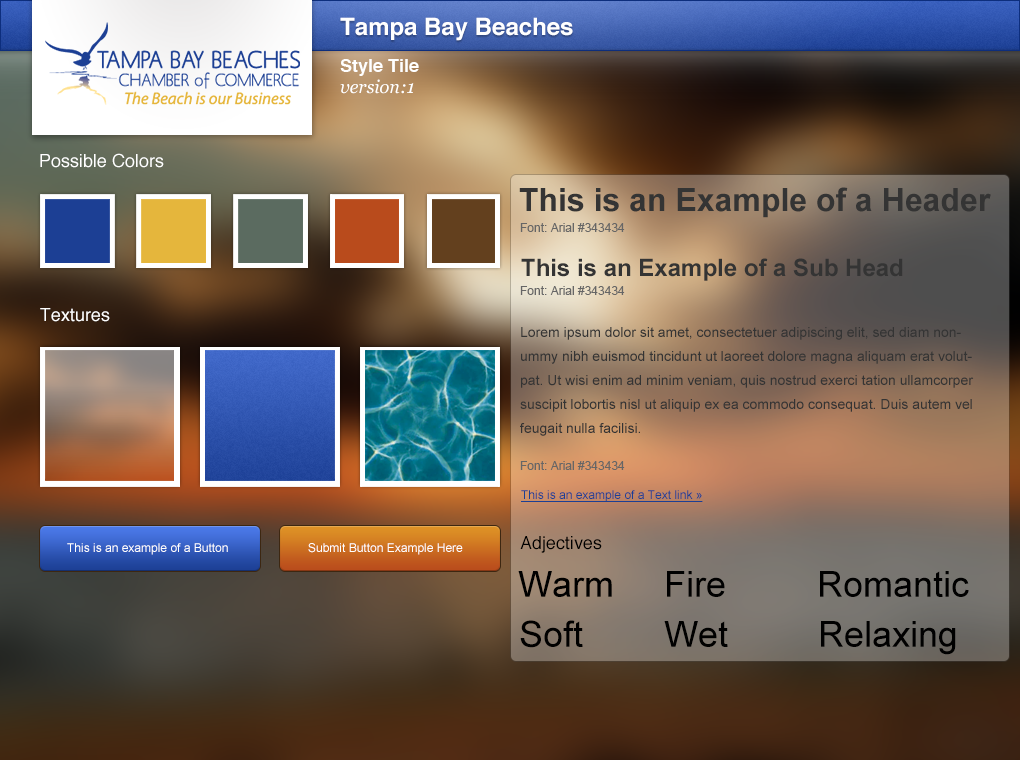 Tampa Bay Beaches
TAMPA BAY BEACHES
CHAMBER of COMMERCE
The Beach is our Business
Style Tile
version:1
Possible Colors
Textures
This is an example of a Button
Submit Button Example Here
This is an Example of a Header
Font: Arial #343434
This is an Example of a Sub Head
Font: Arial #343434
Lorem ipsum dolor sit amet, consectetuer adipiscing elit, sed diam non-
ummy nibh euismod tincidunt ut laoreet dolore magna aliquam erat volut-
pat. Ut wisi enim ad minim veniam, quis nostrud exerci tation ullamcorper
suscipit lobortis nisl ut aliquip ex ea commodo consequat. Duis autem vel
feugait nulla facilisi.
Font: Arial #343434
This is an example of a Text link »
Adjectives
Warm Fire Romantic
Soft Wet Relaxing